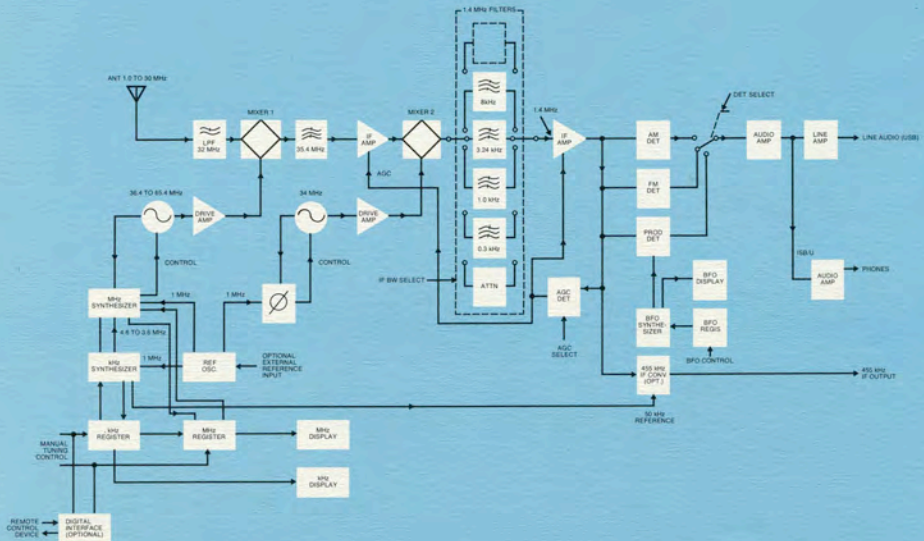 1.4 MHz FILTERS
ANT 1.0 TO 30 MHz
LPF
32 MHz
MIXER 1
35.4 MHz
IF
AMP
AGC
MIXER 2
8kHz
3.24 kHz
1.0 kHz
0.3 kHz
ATTN
IF BW SELECT
1.4 MHz
IF
AMP
AM
DET
FM
DET
PROD
DET
DET SELECT
AUDIO
AMP
LINE
AMP
LINE AUDIO (USB)
ISB/U
AUDIO
AMP
PHONES
36.4 TO 65.4 MHz
DRIVE
AMP
34 MHz
DRIVE
AMP
CONTROL
CONTROL
MHz
SYNTHESIZER
1 MHz
1 MHz
Ø
4.6 TO 3.6 MHz
kHz
SYNTHESIZER
1 MHz
REF
OSC.
OPTIONAL
EXTERNAL
REFERENCE
INPUT
AGC
DET
AGC
SELECT
BFO
DISPLAY
BFO
SYNTHE-
SIZER
BFO
REGIS
BFO CONTROL
455 kHz
IF CONV.
(OPT.)
455 kHz
IF OUTPUT
50 kHz
REFERENCE
kHz
REGISTER
MHz
REGISTER
MHz
DISPLAY
MANUAL
TUNING
CONTROL
kHz
DISPLAY
REMOTE
CONTROL
DEVICE
DIGITAL
INTERFACE
(OPTIONAL)